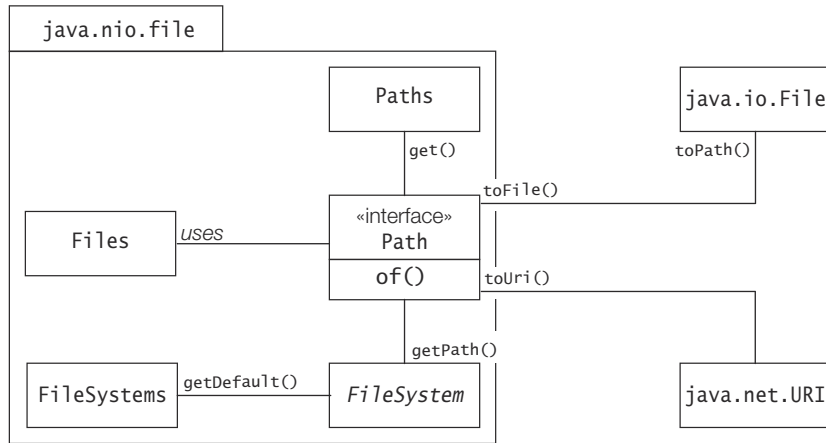 java.nio.file
Paths
java.io.File
get()
toPath()
toFile()
«interface»
Path
Files
uses
of()
toUri()
getPath()
FileSystems
getDefault()
FileSystem
java.net.URI